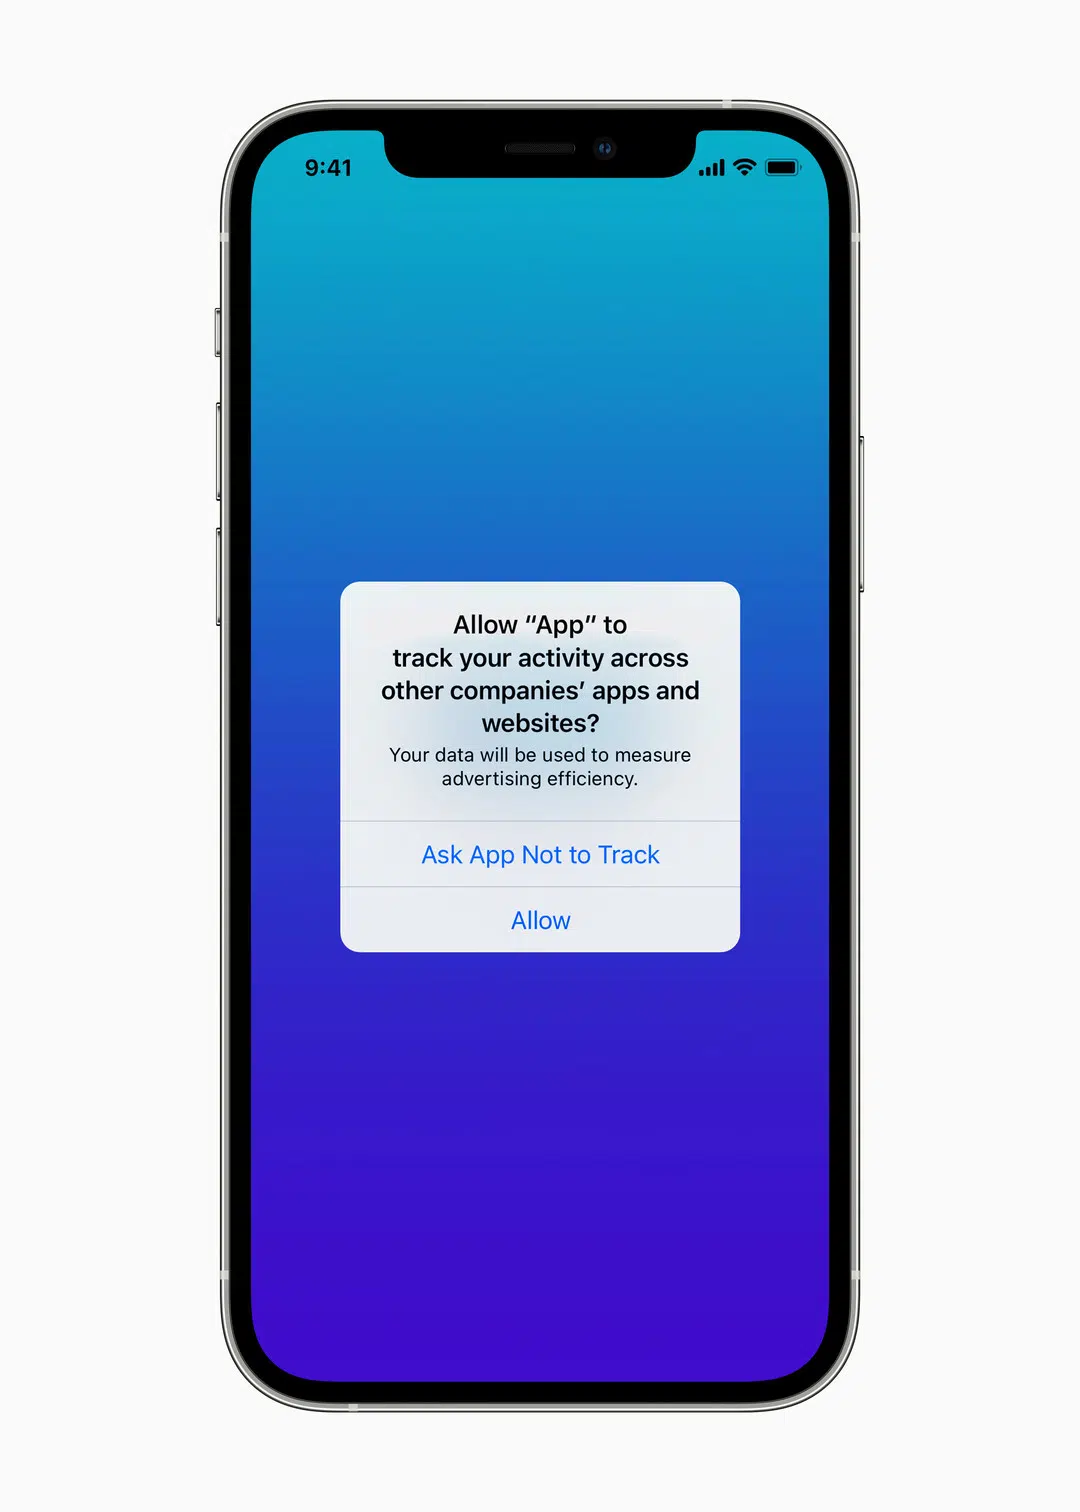 9:41
Allow “App” to
track your activity across
other companies’ apps and
websites?
Your data will be used to measure
advertising efficiency.
Ask App Not to Track
Allow